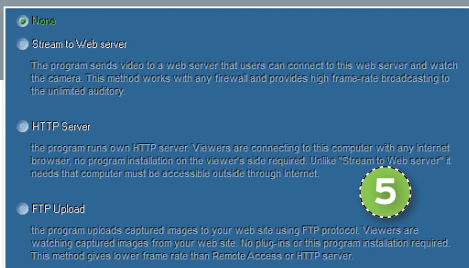 None
Stream to Web server
The program sends video to a web server that users can connect to this web server and watch
the camera. This method works with any firewall and provides high frame-rate broadcasting to
the unlimted auditory.
HTTP Server
the program runs own HTTP server. Viewers are connecting to this computer with any Internet
browser, no program installation on the viewer's side required. Unlike "Stream to Web server" it
needs that computer must be accessible outside through Internet.
5
FTP Upload
the program uploads captured images to your web site using FTP protocol. Viewers are
watching captured images from your web site. No plug-ins or this program installation required.
This method gives lower frame rate than Remote Access or HTTP server.